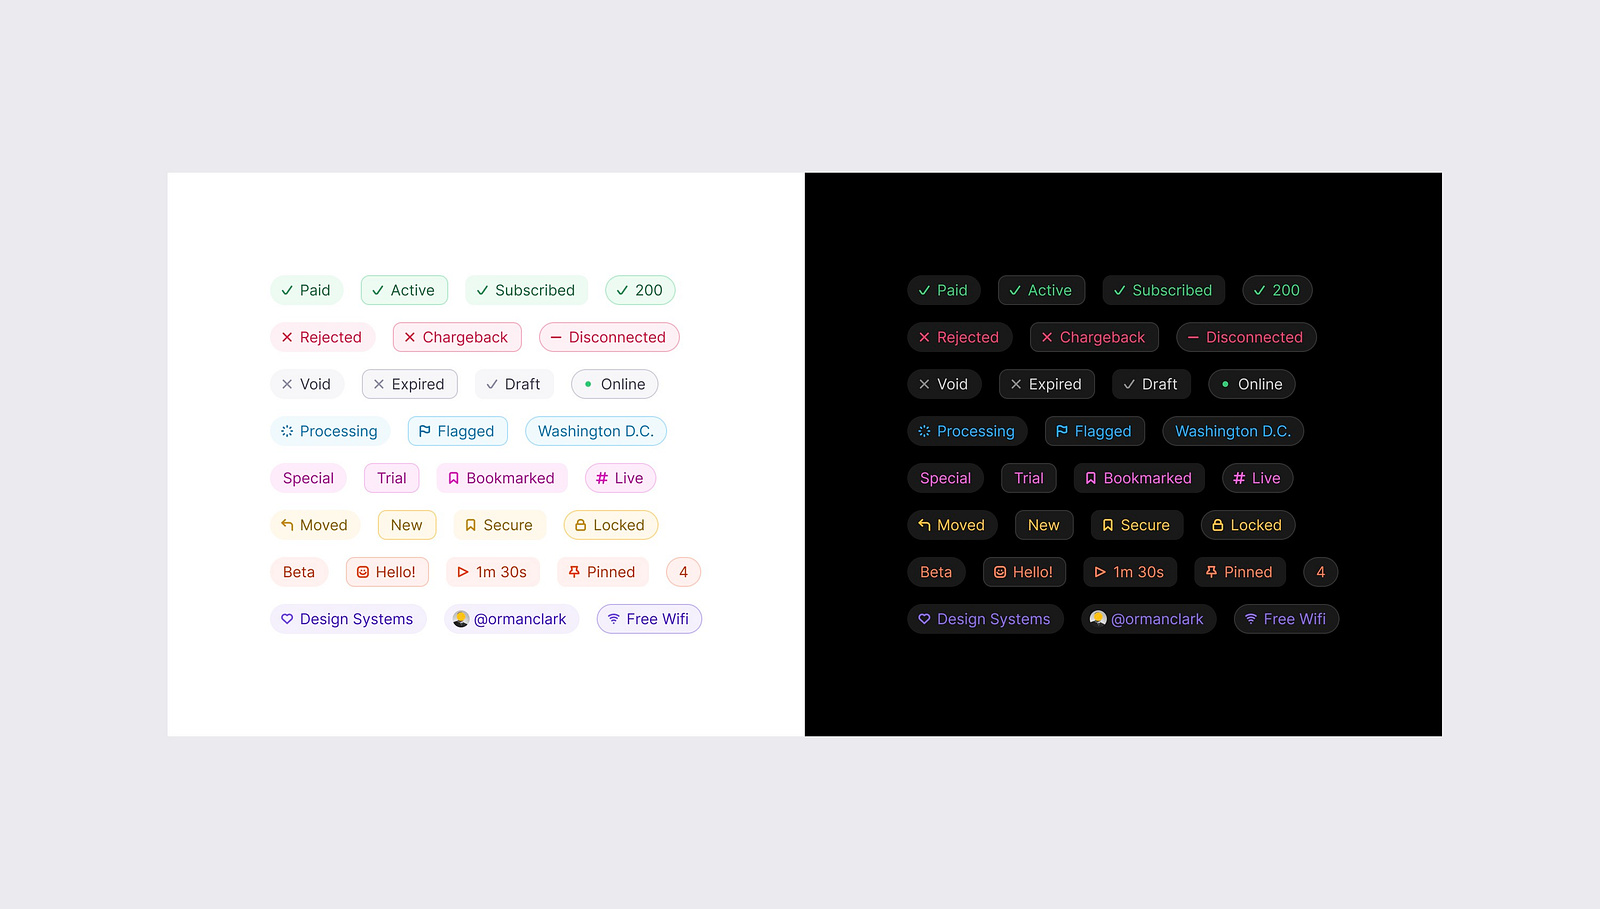 Paid Active Subscribed 200
Rejected Chargeback Disconnected
Void Expired Draft Online
Processing Flagged Washington D.C.
Special Trial Bookmarked Live
Moved New Secure Locked
Beta Hello! 1m 30s Pinned 4
Design Systems @ormanclark Free Wifi
Paid Active Subscribed 200
Rejected Chargeback Disconnected
Void Expired Draft Online
Processing Flagged Washington D.C.
Special Trial Bookmarked Live
Moved New Secure Locked
Beta Hello! 1m 30s Pinned 4
Design Systems @ormanclark Free Wifi